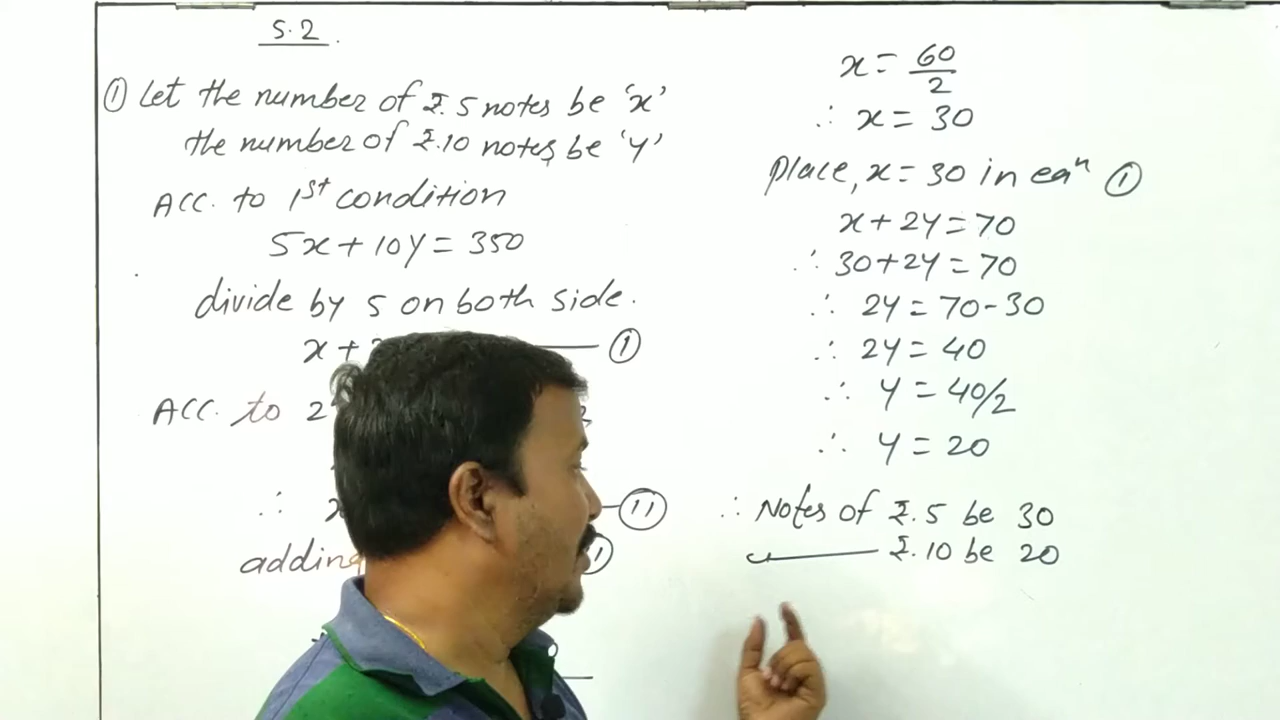 5.2
① Let the number of ₹.5 notes be 'x'
the number of ₹.10 notes be 'y'
ACC. to 1st condition
5x + 10y = 350
divide by 5 on both side.
x + ①
ACC. to 2
∴ ⑪
adding
x = 60/2
∴ x = 30
Place, x = 30 in eqⁿ ①
x + 2y = 70
∴ 30 + 2y = 70
∴ 2y = 70 - 30
∴ 2y = 40
∴ y = 40/2
∴ y = 20
∴ Notes of ₹.5 be 30
₹.10 be 20